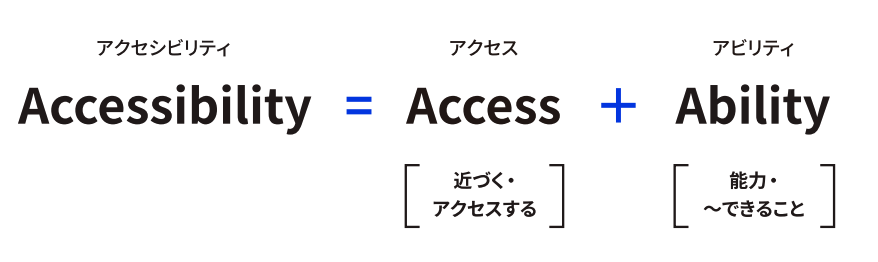 アクセシビリティ アクセス アビリティ
Accessibility = Access + Ability
近づく・ 能力・
アクセスする ～できること